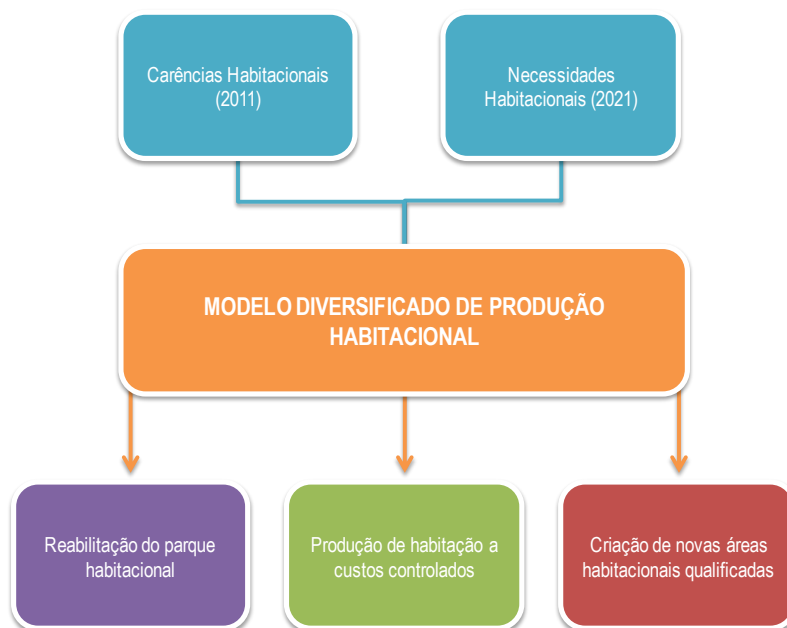 Carências Habitacionais
(2011)
Necessidades
Habitacionais (2021)
MODELO DIVERSIFICADO DE PRODUÇÃO
HABITACIONAL
Reabilitação do parque
habitacional
Produção de habitação a
custos controlados
Criação de novas áreas
habitacionais qualificadas